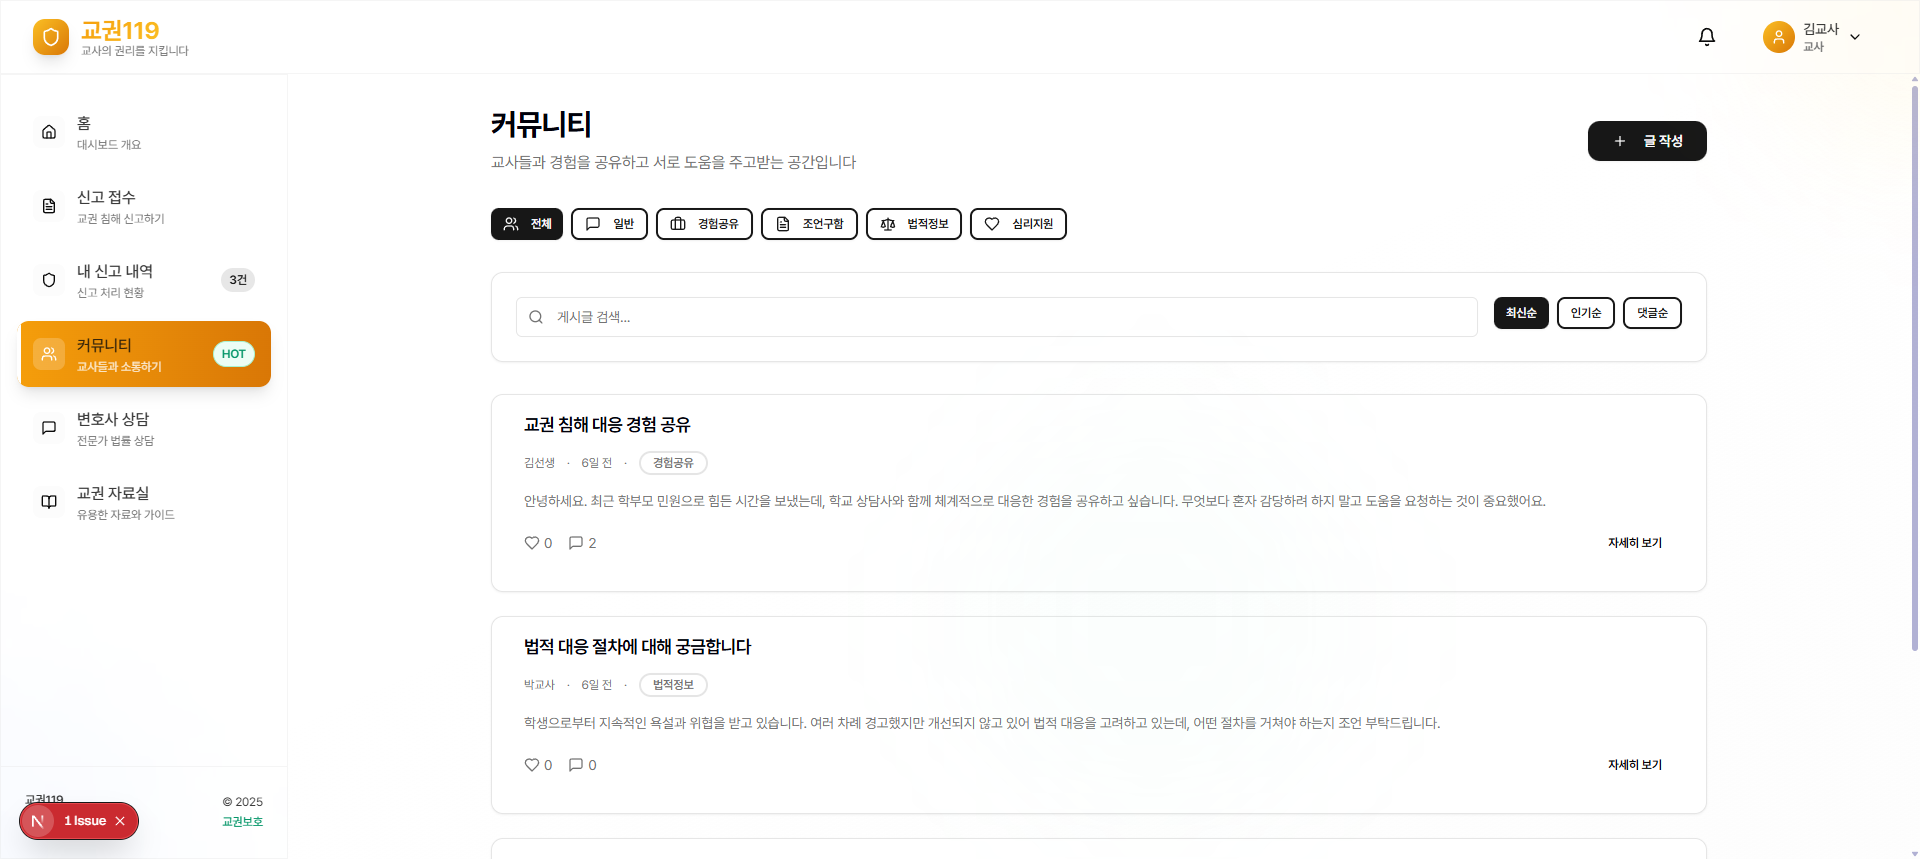 교권119
교사의 권리를 지킵니다
김교사
교사
홈
대시보드 개요
신고 접수
교권 침해 신고하기
내 신고 내역
신고 처리 현황
3건
커뮤니티
교사들과 소통하기
HOT
변호사 상담
전문가 법률 상담
교권 자료실
유용한 자료와 가이드
교권119
© 2025
교권보호
N 1 Issue
커뮤니티
교사들과 경험을 공유하고 서로 도움을 주고받는 공간입니다
글 작성
전체 일반 경험공유 조언구함 법적정보 심리지원
게시글 검색...
최신순 인기순 댓글순
교권 침해 대응 경험 공유
김선생 · 6일 전 · 경험공유
안녕하세요. 최근 학부모 민원으로 힘든 시간을 보냈는데, 학교 상담사와 함께 체계적으로 대응한 경험을 공유하고 싶습니다. 무엇보다 혼자 감당하려 하지 말고 도움을 요청하는 것이 중요했어요.
0 2
자세히 보기
법적 대응 절차에 대해 궁금합니다
박교사 · 6일 전 · 법적정보
학생으로부터 지속적인 욕설과 위협을 받고 있습니다. 여러 차례 경고했지만 개선되지 않고 있어 법적 대응을 고려하고 있는데, 어떤 절차를 거쳐야 하는지 조언 부탁드립니다.
0 0
자세히 보기